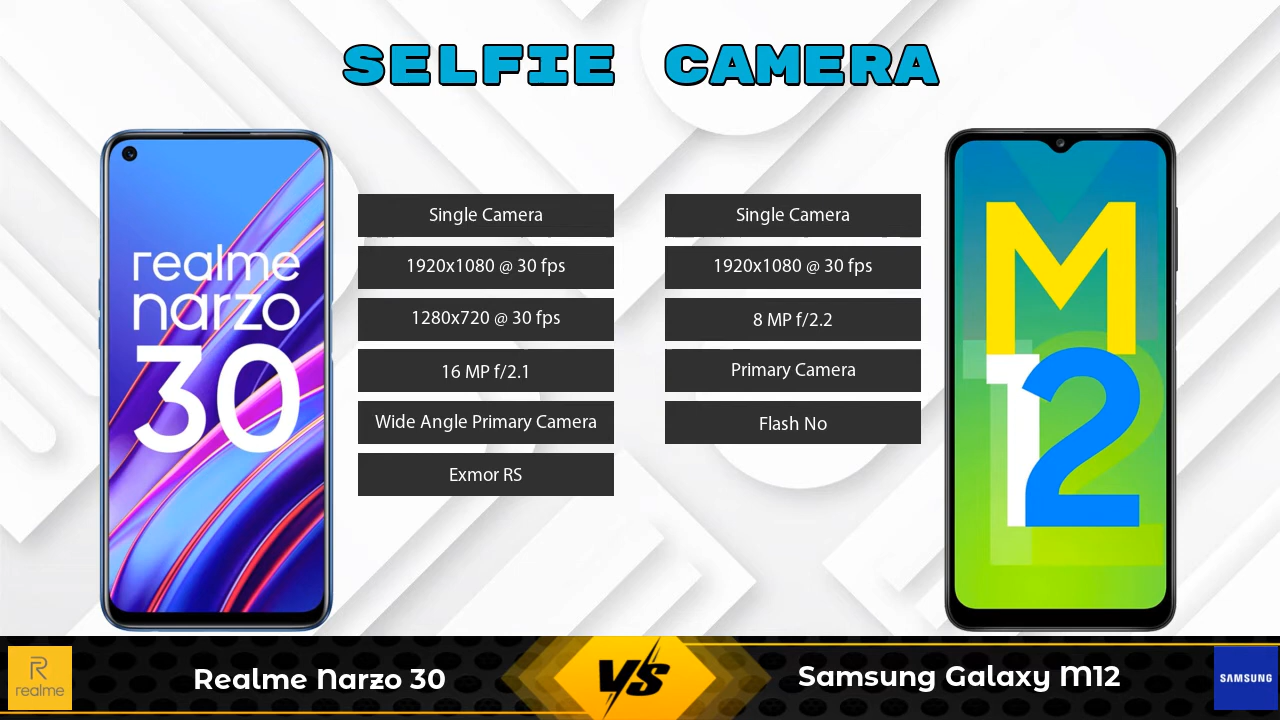 SELFIE CAMERA
realme
narzo
30
Single Camera
1920x1080 @ 30 fps
1280x720 @ 30 fps
16 MP f/2.1
Wide Angle Primary Camera
Exmor RS
Single Camera
1920x1080 @ 30 fps
8 MP f/2.2
Primary Camera
Flash No
M
12
R
realme
Realme Narzo 30
VS
Samsung Galaxy M12
SAMSUNG